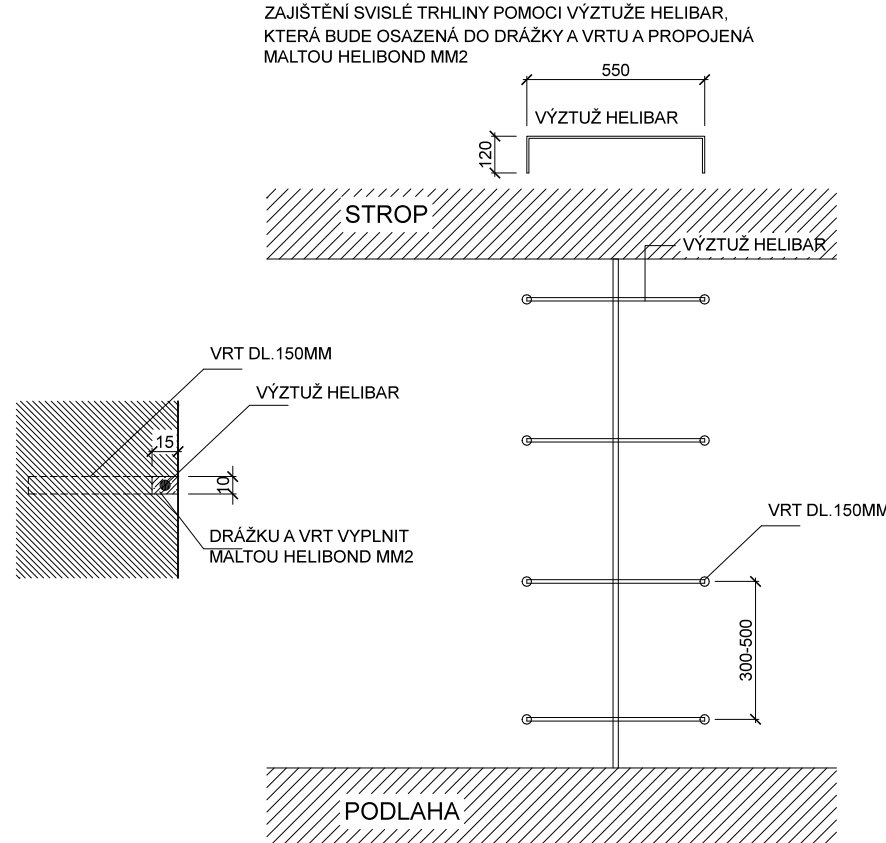 ZAJIŠTĚNÍ SVISLÉ TRHLINY POMOCI VÝZTUŽE HELIBAR,
KTERÁ BUDE OSAZENÁ DO DRÁŽKY A VRTU A PROPOJENÁ
MALTOU HELIBOND MM2
550
VÝZTUŽ HELIBAR
120
STROP
VÝZTUŽ HELIBAR
VRT DL.150MM
VÝZTUŽ HELIBAR
15
10
DRÁŽKU A VRT VYPLNIT
MALTOU HELIBOND MM2
VRT DL.150MM
300-500
PODLAHA